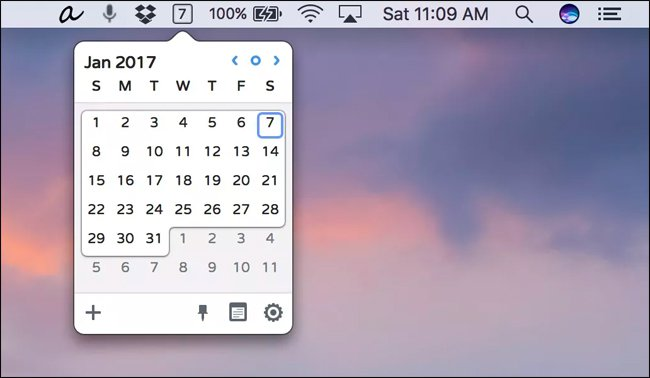 a 7 100% Sat 11:09 AM
Jan 2017
S M T W T F S
1 2 3 4 5 6 7
8 9 10 11 12 13 14
15 16 17 18 19 20 21
22 23 24 25 26 27 28
29 30 31 1 2 3 4
5 6 7 8 9 10 11